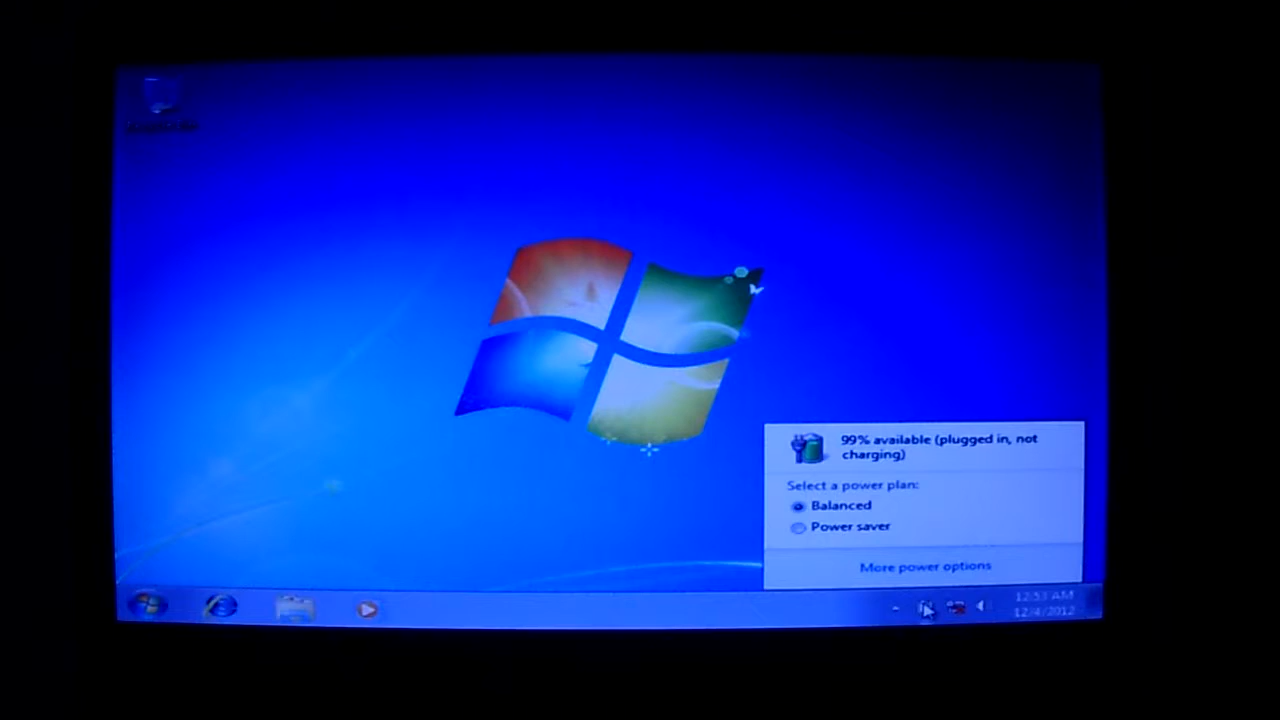 99% available (plugged in, not
charging)
Select a power plan:
Balanced
Power saver
More power options
12:53 AM
12/4/2012